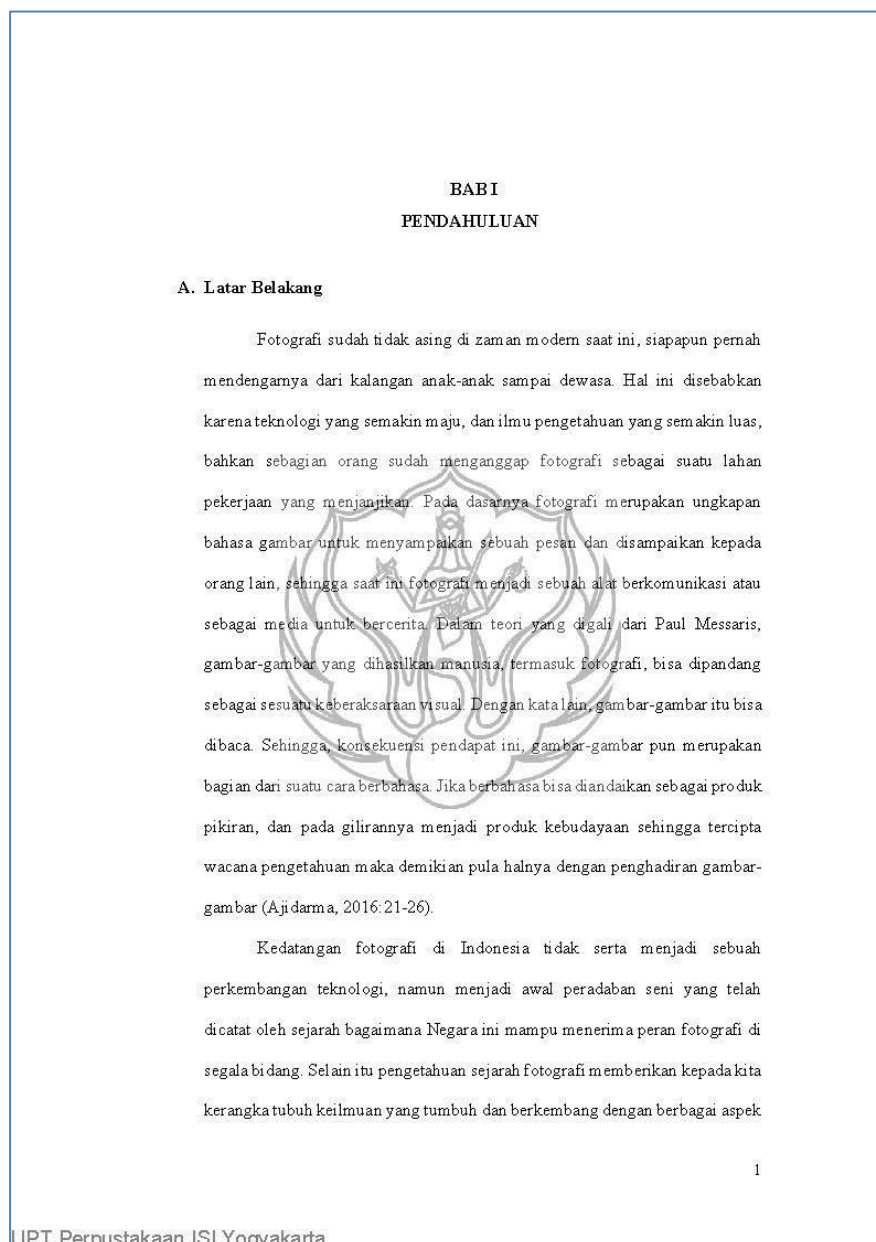 BAB I
PENDAHULUAN
A. Latar Belakang
Fotografi sudah tidak asing di zaman modern saat ini, siapapun pernah
mendengarnya dari kalangan anak-anak sampai dewasa. Hal ini disebabkan
karena teknologi yang semakin maju, dan ilmu pengetahuan yang semakin luas,
bahkan sebagian orang sudah menganggap fotografi sebagai suatu lahan
pekerjaan yang menjanjikan. Pada dasarnya fotografi merupakan ungkapan
bahasa gambar untuk menyampaikan sebuah pesan dan disampaikan kepada
orang lain, sehingga saat ini fotografi menjadi sebuah alat berkomunikasi atau
sebagai media untuk bercerita. Dalam teori yang digali dari Paul Messaris,
gambar-gambar yang dihasilkan manusia, termasuk fotografi, bisa dipandang
sebagai sesuatu keberaksaraan visual. Dengan kata lain, gambar-gambar itu bisa
dibaca. Sehingga, konsekuensi pendapat ini, gambar-gambar pun merupakan
bagian dari suatu cara berbahasa. Jika berbahasa bisa diandaikan sebagai produk
pikiran, dan pada gilirannya menjadi produk kebudayaan sehingga tercipta
wacana pengetahuan maka demikian pula halnya dengan penghadiran gambar-
gambar (Ajidarma, 2016:21-26).
Kedatangan fotografi di Indonesia tidak serta menjadi sebuah
perkembangan teknologi, namun menjadi awal peradaban seni yang telah
dicatat oleh sejarah bagaimana Negara ini mampu menerima peran fotografi di
segala bidang. Selain itu pengetahuan sejarah fotografi memberikan kepada kita
kerangka tubuh keilmuan yang tumbuh dan berkembang dengan berbagai aspek
1
UPT Perpustakaan ISI Yogyakarta